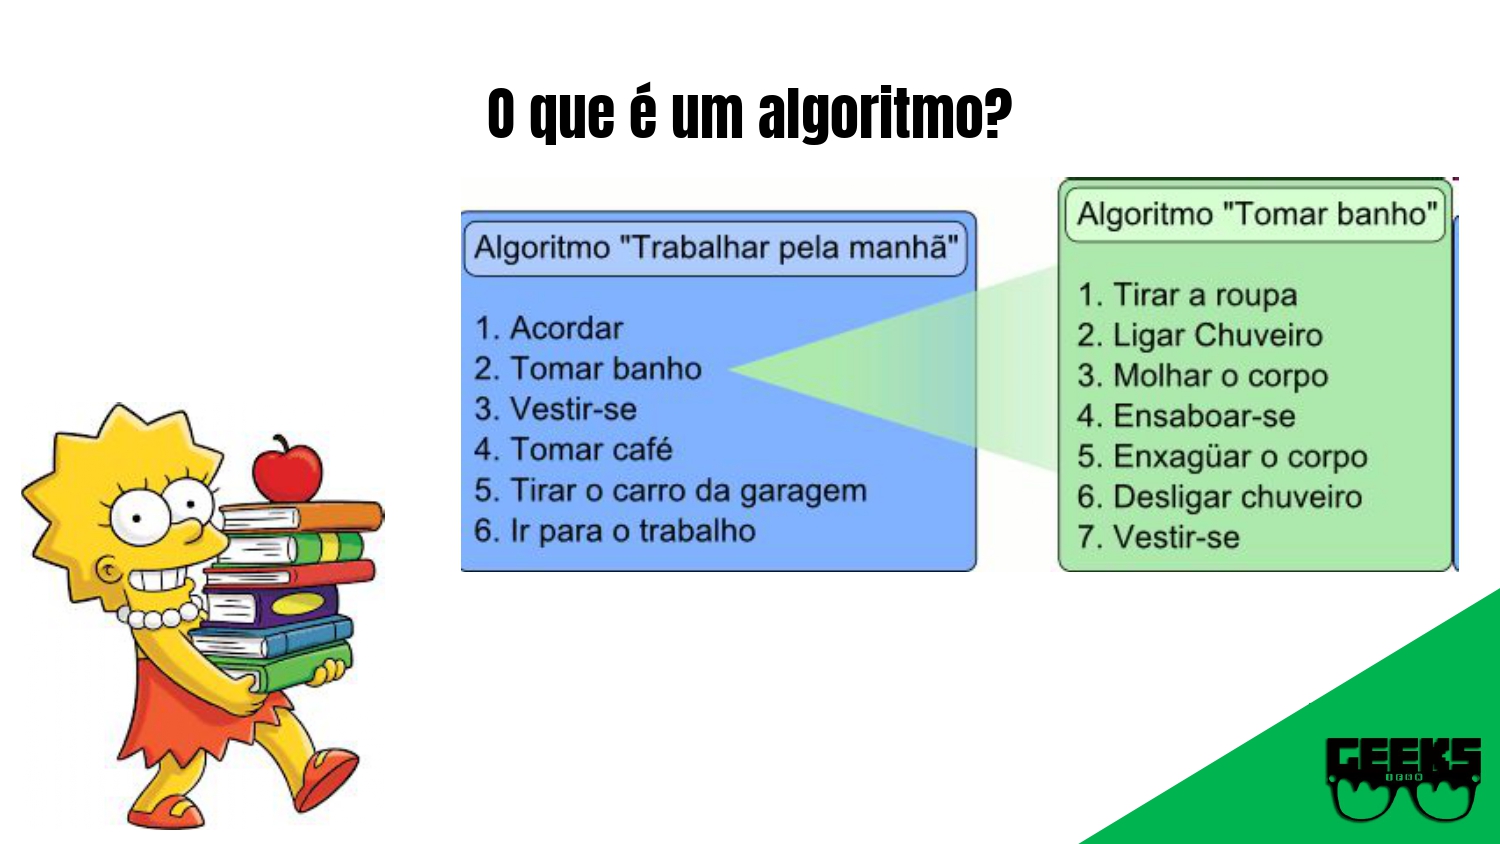 O que é um algoritmo?
Algoritmo "Trabalhar pela manhã"
1. Acordar
2. Tomar banho
3. Vestir-se
4. Tomar café
5. Tirar o carro da garagem
6. Ir para o trabalho
Algoritmo "Tomar banho"
1. Tirar a roupa
2. Ligar Chuveiro
3. Molhar o corpo
4. Ensaboar-se
5. Enxagüar o corpo
6. Desligar chuveiro
7. Vestir-se
GEEKS